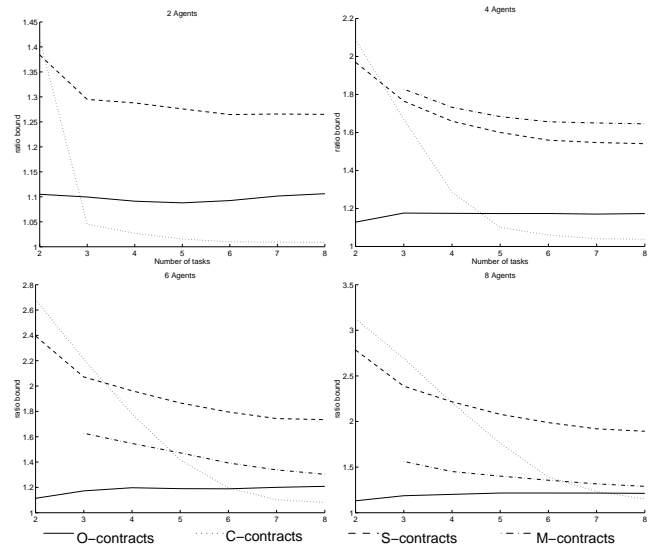 2 Agents
1.45
1.4
1.35
1.3
1.25
1.2
1.15
1.1
1.05
1
ratio bound
2 3 4 5 6 7 8
Number of tasks
4 Agents
2.2
2
1.8
1.6
1.4
1.2
1
ratio bound
2 3 4 5 6 7 8
Number of tasks
6 Agents
2.8
2.6
2.4
2.2
2
1.8
1.6
1.4
1.2
1
ratio bound
2 3 4 5 6 7 8
8 Agents
3.5
3
2.5
2
1.5
1
ratio bound
2 3 4 5 6 7 8
O-contracts C-contracts S-contracts M-contracts